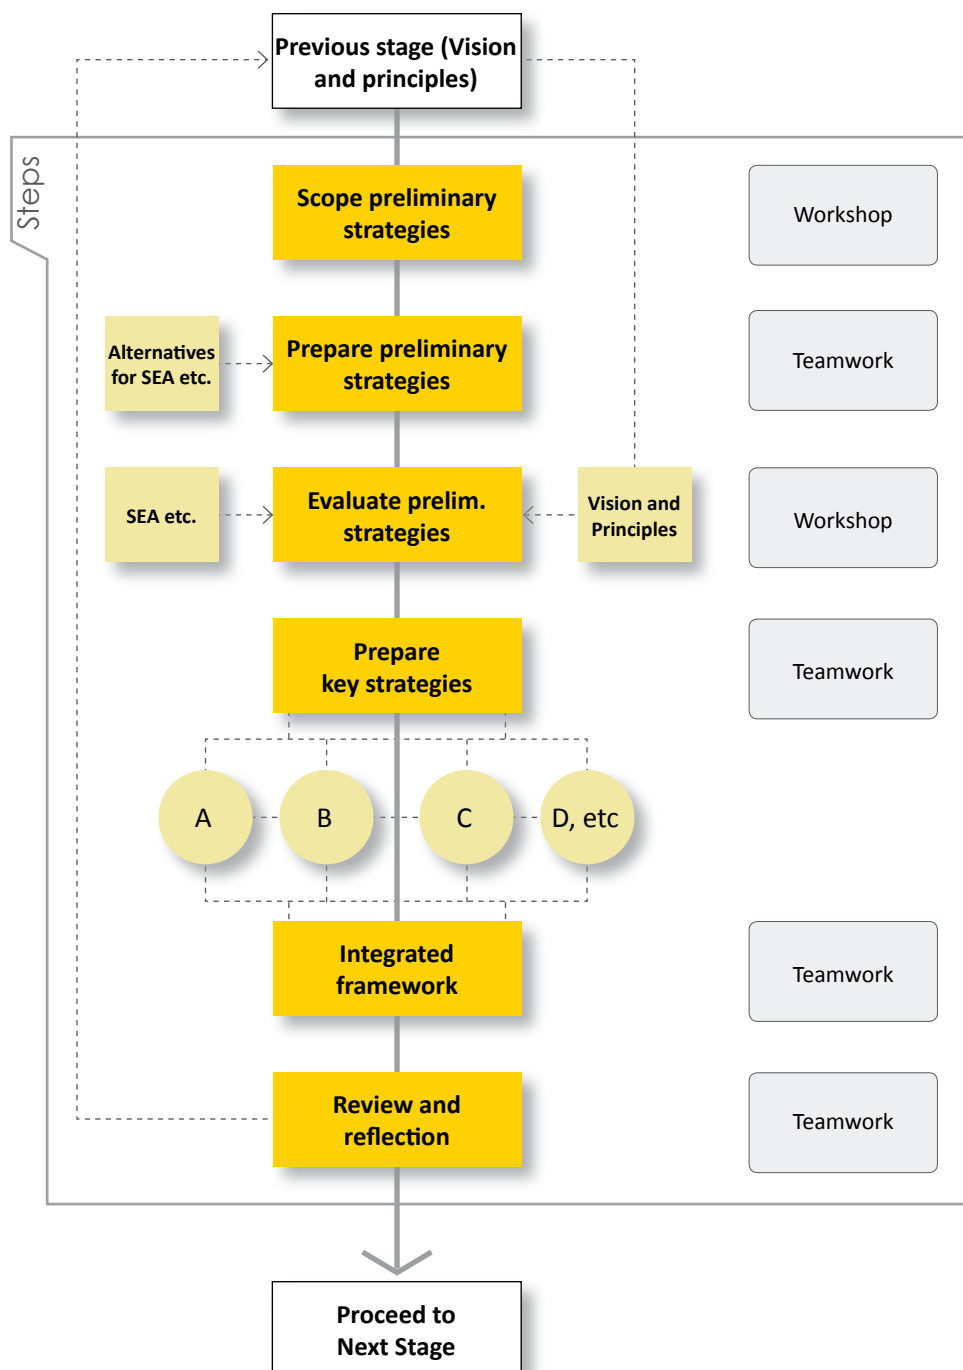 Previous stage (Vision
and principles)
Steps
Scope preliminary
strategies
Workshop
Alternatives
for SEA etc.
Prepare preliminary
strategies
Teamwork
SEA etc.
Evaluate prelim.
strategies
Vision and
Principles
Workshop
Prepare
key strategies
Teamwork
A
B
C
D, etc
Integrated
framework
Teamwork
Review and
reflection
Teamwork
Proceed to
Next Stage